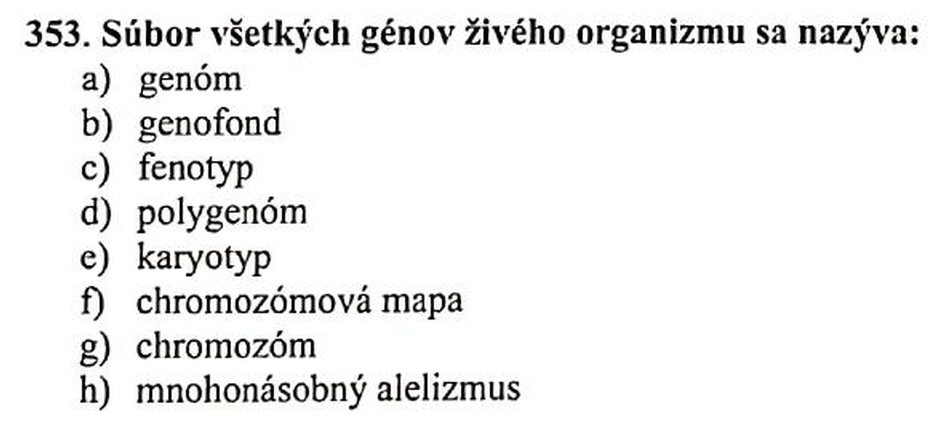 353. Súbor všetkých génov živého organizmu sa nazýva:
a) genóm
b) genofond
c) fenotyp
d) polygenóm
e) karyotyp
f) chromozómová mapa
g) chromozóm
h) mnohonásobný alelizmus